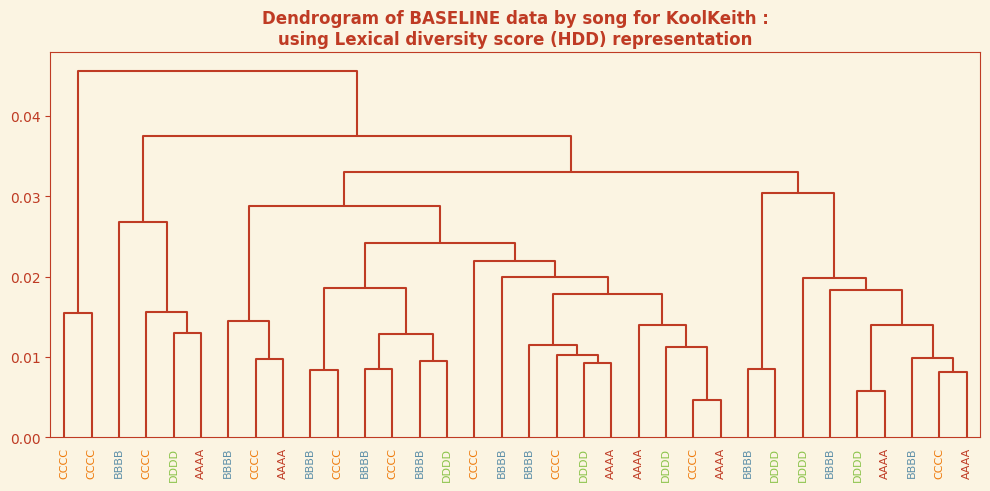 Dendrogram of BASELINE data by song for KoolKeith :
using Lexical diversity score (HDD) representation
0.04
0.03
0.02
0.01
0.00
CCCC CCCC BBBB CCCC DDDD AAAA BBBB CCCC AAAA BBBB CCCC BBBB CCCC BBBB DDDD CCCC BBBB BBBB CCCC DDDD AAAA AAAA DDDD CCCC AAAA BBBB DDDD DDDD BBBB DDDD AAAA BBBB CCCC AAAA